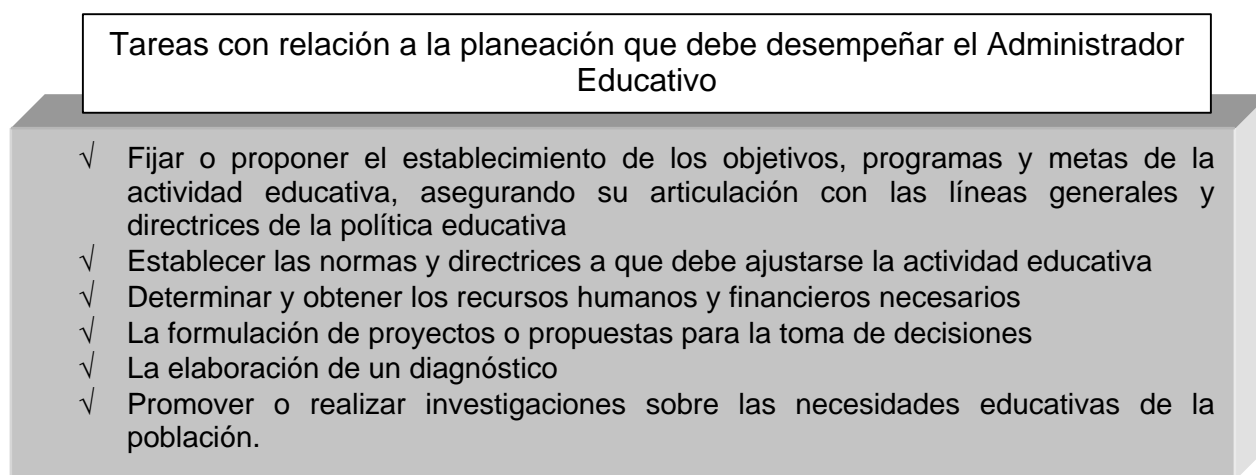 Tareas con relación a la planeación que debe desempeñar el Administrador
Educativo
√ Fijar o proponer el establecimiento de los objetivos, programas y metas de la
actividad educativa, asegurando su articulación con las líneas generales y
directrices de la política educativa
√ Establecer las normas y directrices a que debe ajustarse la actividad educativa
√ Determinar y obtener los recursos humanos y financieros necesarios
√ La formulación de proyectos o propuestas para la toma de decisiones
√ La elaboración de un diagnóstico
√ Promover o realizar investigaciones sobre las necesidades educativas de la
población.